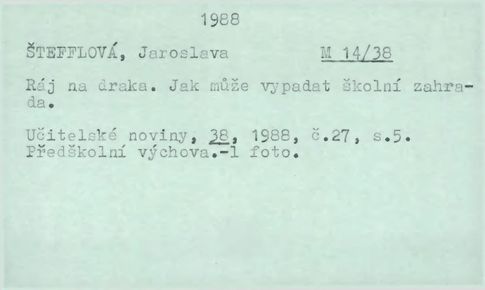 1988
ŠTEFFLOVÁ, Jaroslava M 14/38
Ráj na draka. Jak může vypadat školní zahra-
da.
Učitelské noviny, 38, 1988, č.27, s.5.
Předškolní výchova.-1 foto.